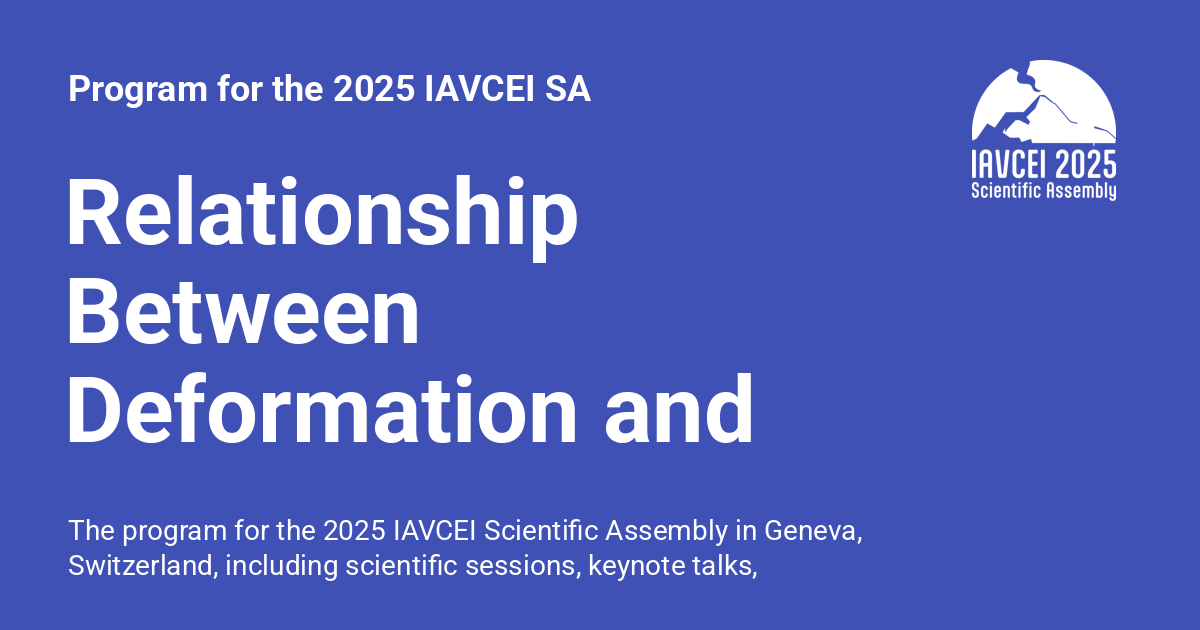 Program for the 2025 IAVCEI SA
IAVCEI 2025
Scientific Assembly
Relationship
Between
Deformation and
The program for the 2025 IAVCEI Scientific Assembly in Geneva,
Switzerland, including scientific sessions, keynote talks,